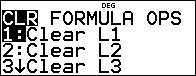 DEG
CLR FORMULA OPS
1:Clear L1
2:Clear L2
3↓Clear L3